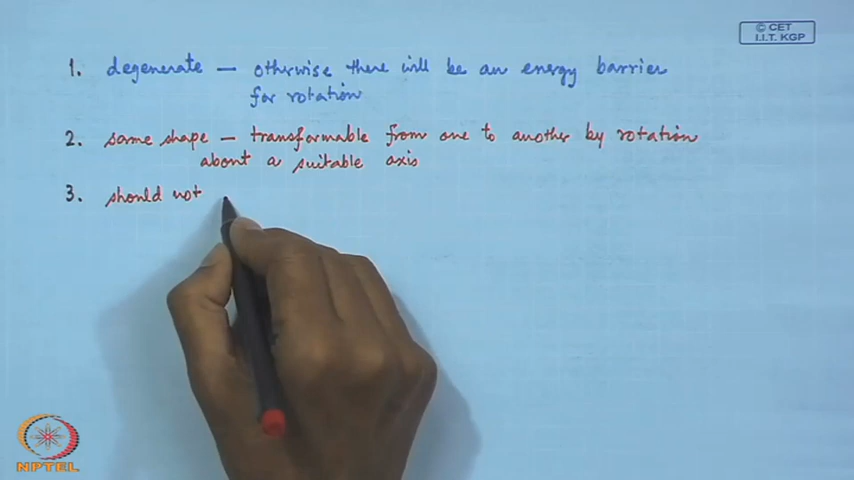 © CET
I.I.T. KGP
1. degenerate — otherwise there will be an energy barrier
for rotation
2. same shape — transformable from one to another by rotation
about a suitable axis
3. should not
NPTEL